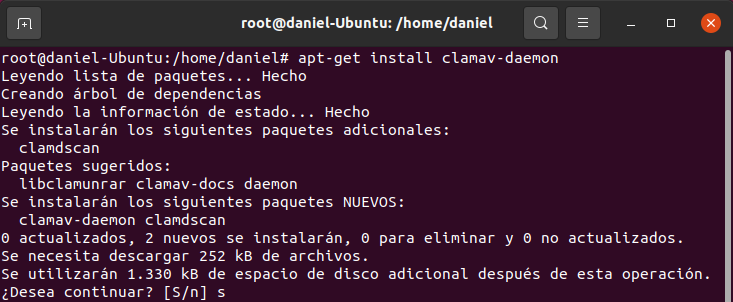 root@daniel-Ubuntu: /home/daniel
root@daniel-Ubuntu:/home/daniel# apt-get install clamav-daemon
Leyendo lista de paquetes... Hecho
Creando árbol de dependencias
Leyendo la información de estado... Hecho
Se instalarán los siguientes paquetes adicionales:
  clamdscan
Paquetes sugeridos:
  libclamunrar clamav-docs daemon
Se instalarán los siguientes paquetes NUEVOS:
  clamav-daemon clamdscan
0 actualizados, 2 nuevos se instalarán, 0 para eliminar y 0 no actualizados.
Se necesita descargar 252 kB de archivos.
Se utilizarán 1.330 kB de espacio de disco adicional después de esta operación.
¿Desea continuar? [S/n] s